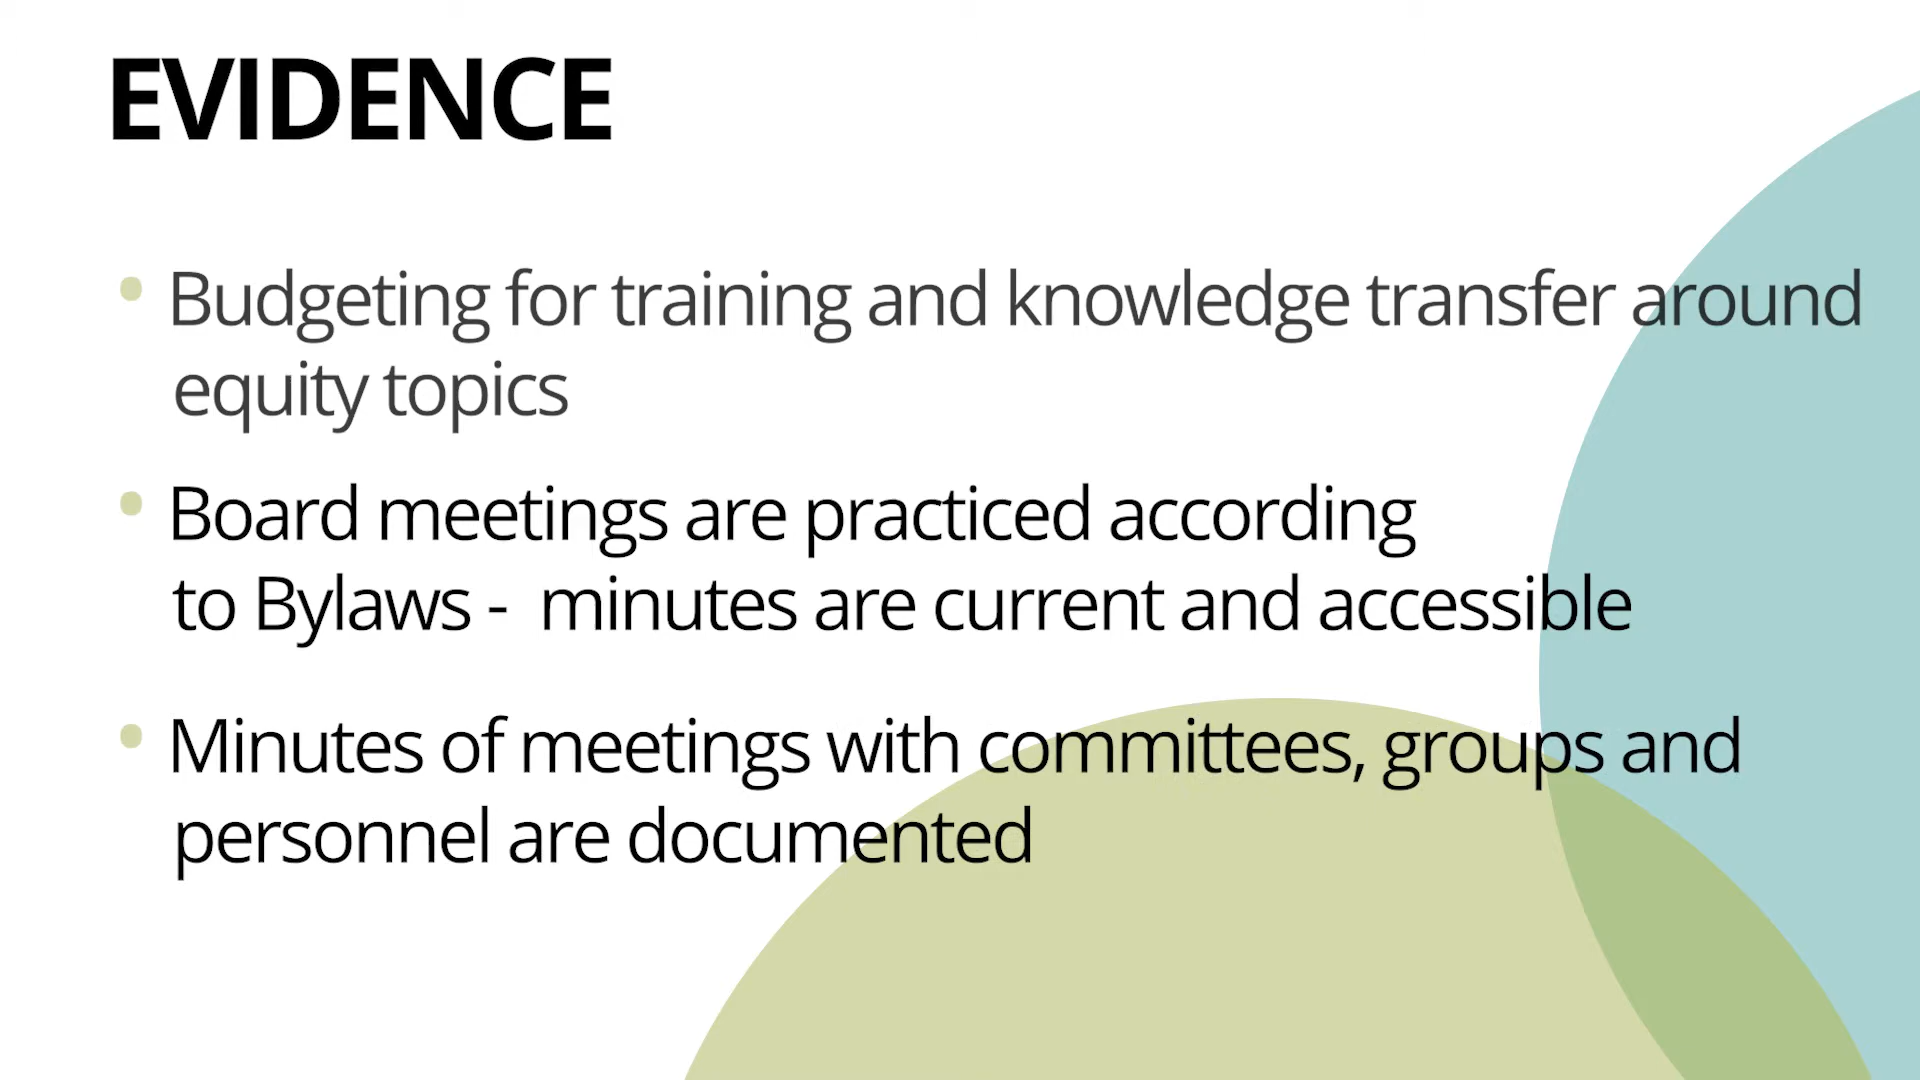 EVIDENCE
• Budgeting for training and knowledge transfer around
equity topics
• Board meetings are practiced according
to Bylaws -  minutes are current and accessible
• Minutes of meetings with committees, groups and
personnel are documented